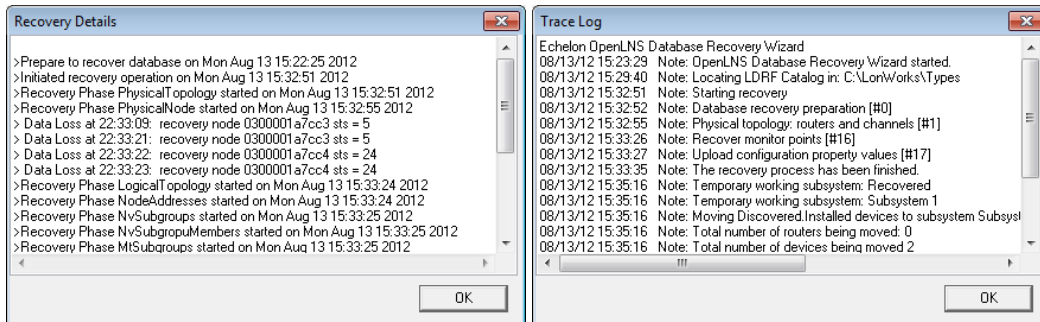 Recovery Details
>Prepare to recover database on Mon Aug 13 15:22:25 2012
>Initiated recovery operation on Mon Aug 13 15:32:51 2012
>Recovery Phase PhysicalTopology started on Mon Aug 13 15:32:51 2012
>Recovery Phase PhysicalNode started on Mon Aug 13 15:32:55 2012
> Data Loss at 22:33:09:  recovery node 0300001a7cc3 sts = 5
> Data Loss at 22:33:21:  recovery node 0300001a7cc3 sts = 5
> Data Loss at 22:33:22:  recovery node 0300001a7cc4 sts = 24
> Data Loss at 22:33:23:  recovery node 0300001a7cc4 sts = 24
>Recovery Phase LogicalTopology started on Mon Aug 13 15:33:24 2012
>Recovery Phase NodeAddresses started on Mon Aug 13 15:33:24 2012
>Recovery Phase NvSubgroups started on Mon Aug 13 15:33:25 2012
>Recovery Phase NvSubgropuMembers started on Mon Aug 13 15:33:25 2012
>Recovery Phase MtSubgroups started on Mon Aug 13 15:33:25 2012
OK
Trace Log
Echelon OpenLNS Database Recovery Wizard
08/13/12 15:23:29  Note: OpenLNS Database Recovery Wizard started.
08/13/12 15:29:40  Note: Locating LDRF Catalog in: C:\LonWorks\Types
08/13/12 15:32:51  Note: Starting recovery
08/13/12 15:32:52  Note: Database recovery preparation [#0]
08/13/12 15:32:55  Note: Physical topology: routers and channels [#1]
08/13/12 15:33:26  Note: Recover monitor points [#16]
08/13/12 15:33:27  Note: Upload configuration property values [#17]
08/13/12 15:33:35  Note: The recovery process has been finished.
08/13/12 15:35:16  Note: Temporary working subsystem: Recovered
08/13/12 15:35:16  Note: Temporary working subsystem: Subsystem 1
08/13/12 15:35:16  Note: Moving Discovered.Installed devices to subsystem Subsyst
08/13/12 15:35:16  Note: Total number of routers being moved: 0
08/13/12 15:35:16  Note: Total number of devices being moved 2
OK